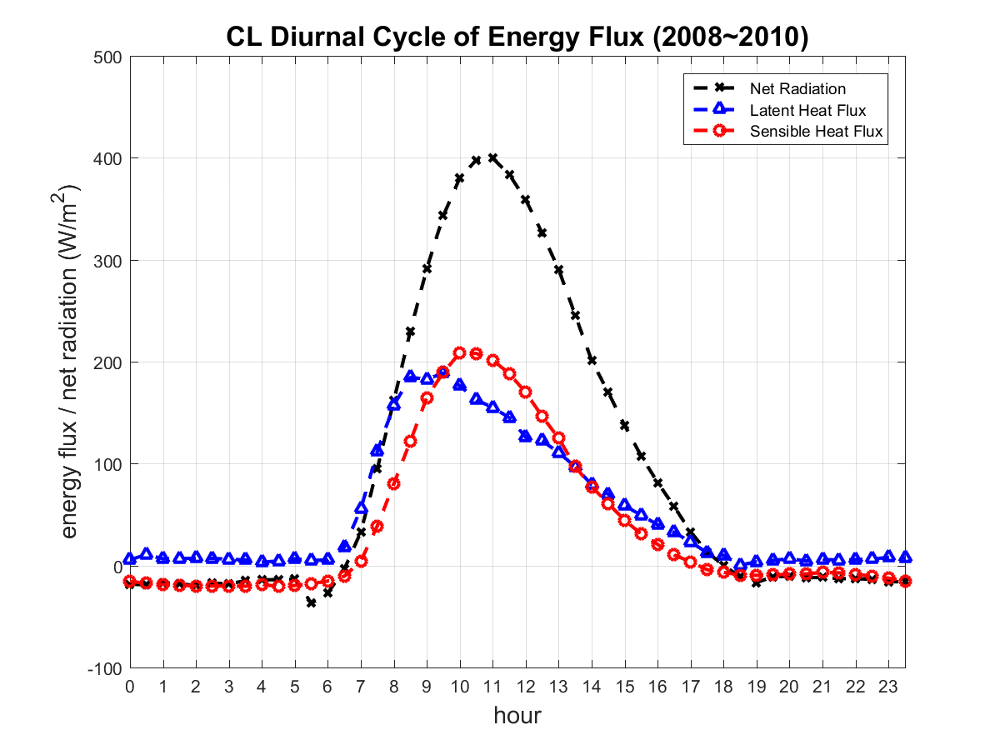 CL Diurnal Cycle of Energy Flux (2008~2010)
500
400
300
200
100
0
-100
energy flux / net radiation (W/m²)
Net Radiation
Latent Heat Flux
Sensible Heat Flux
0 1 2 3 4 5 6 7 8 9 10 11 12 13 14 15 16 17 18 19 20 21 22 23
hour